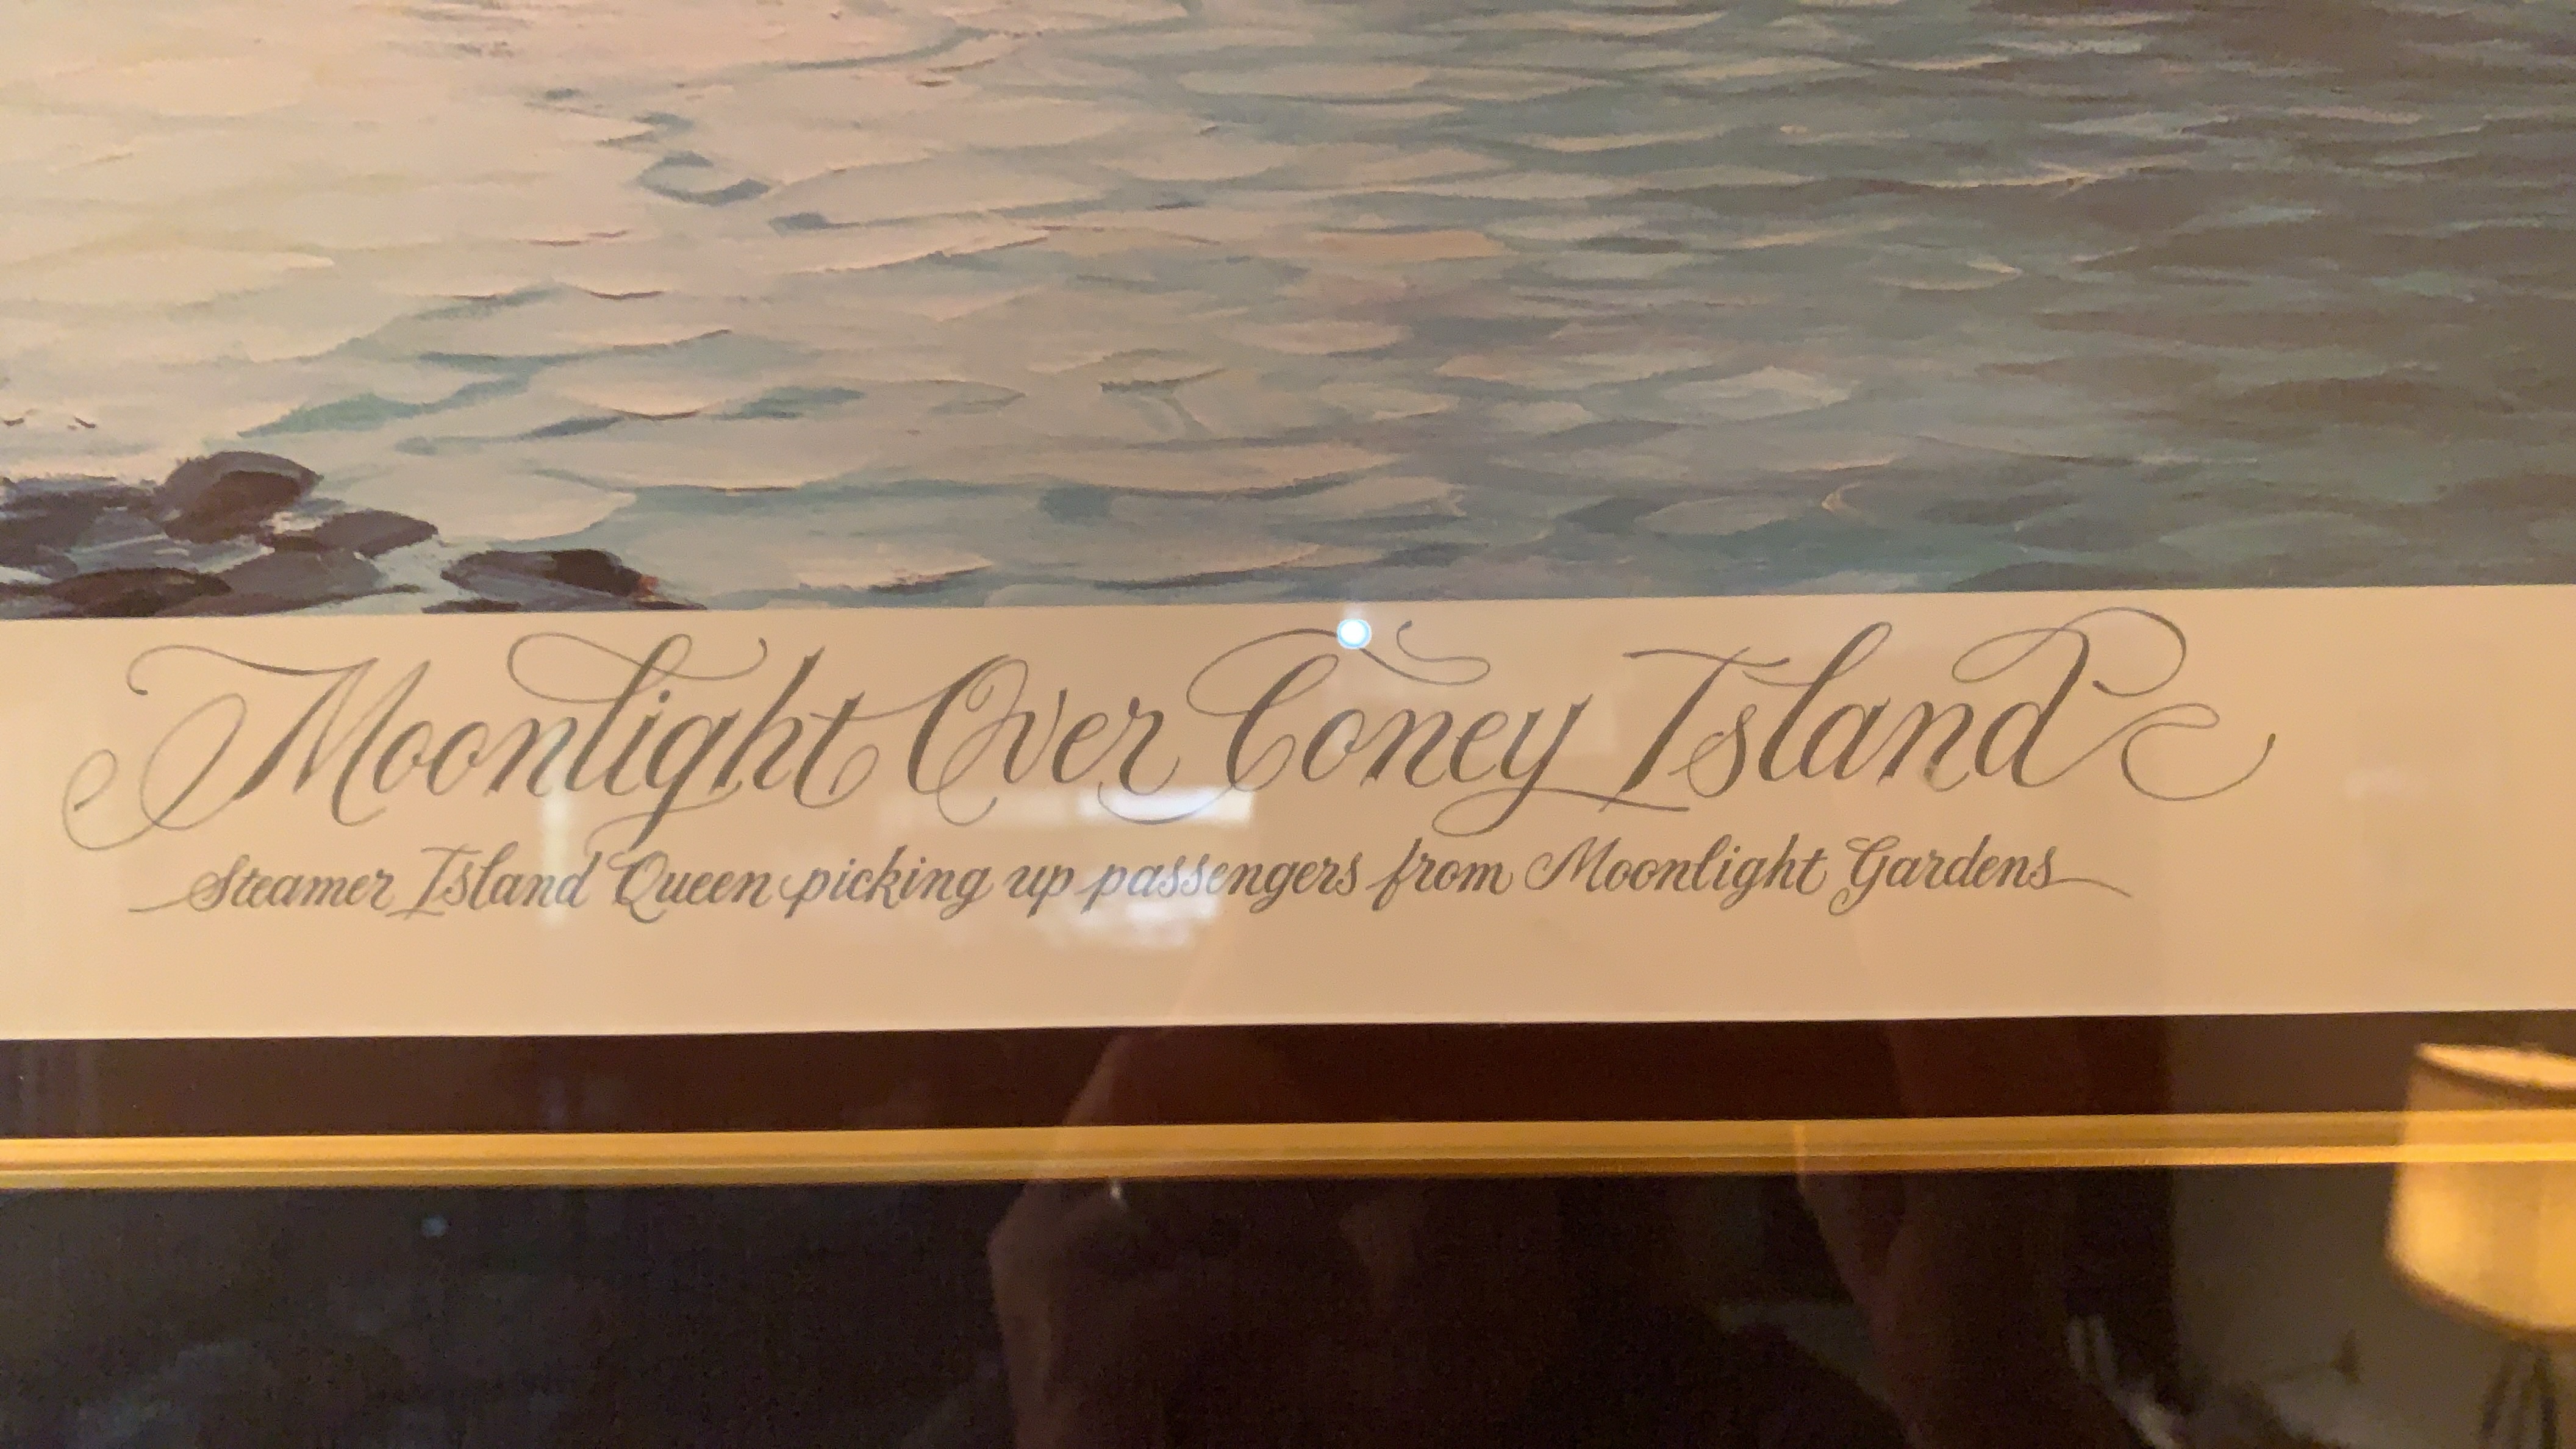 Moonlight Over Coney Island
Steamer Island Queen picking up passengers from Moonlight Gardens